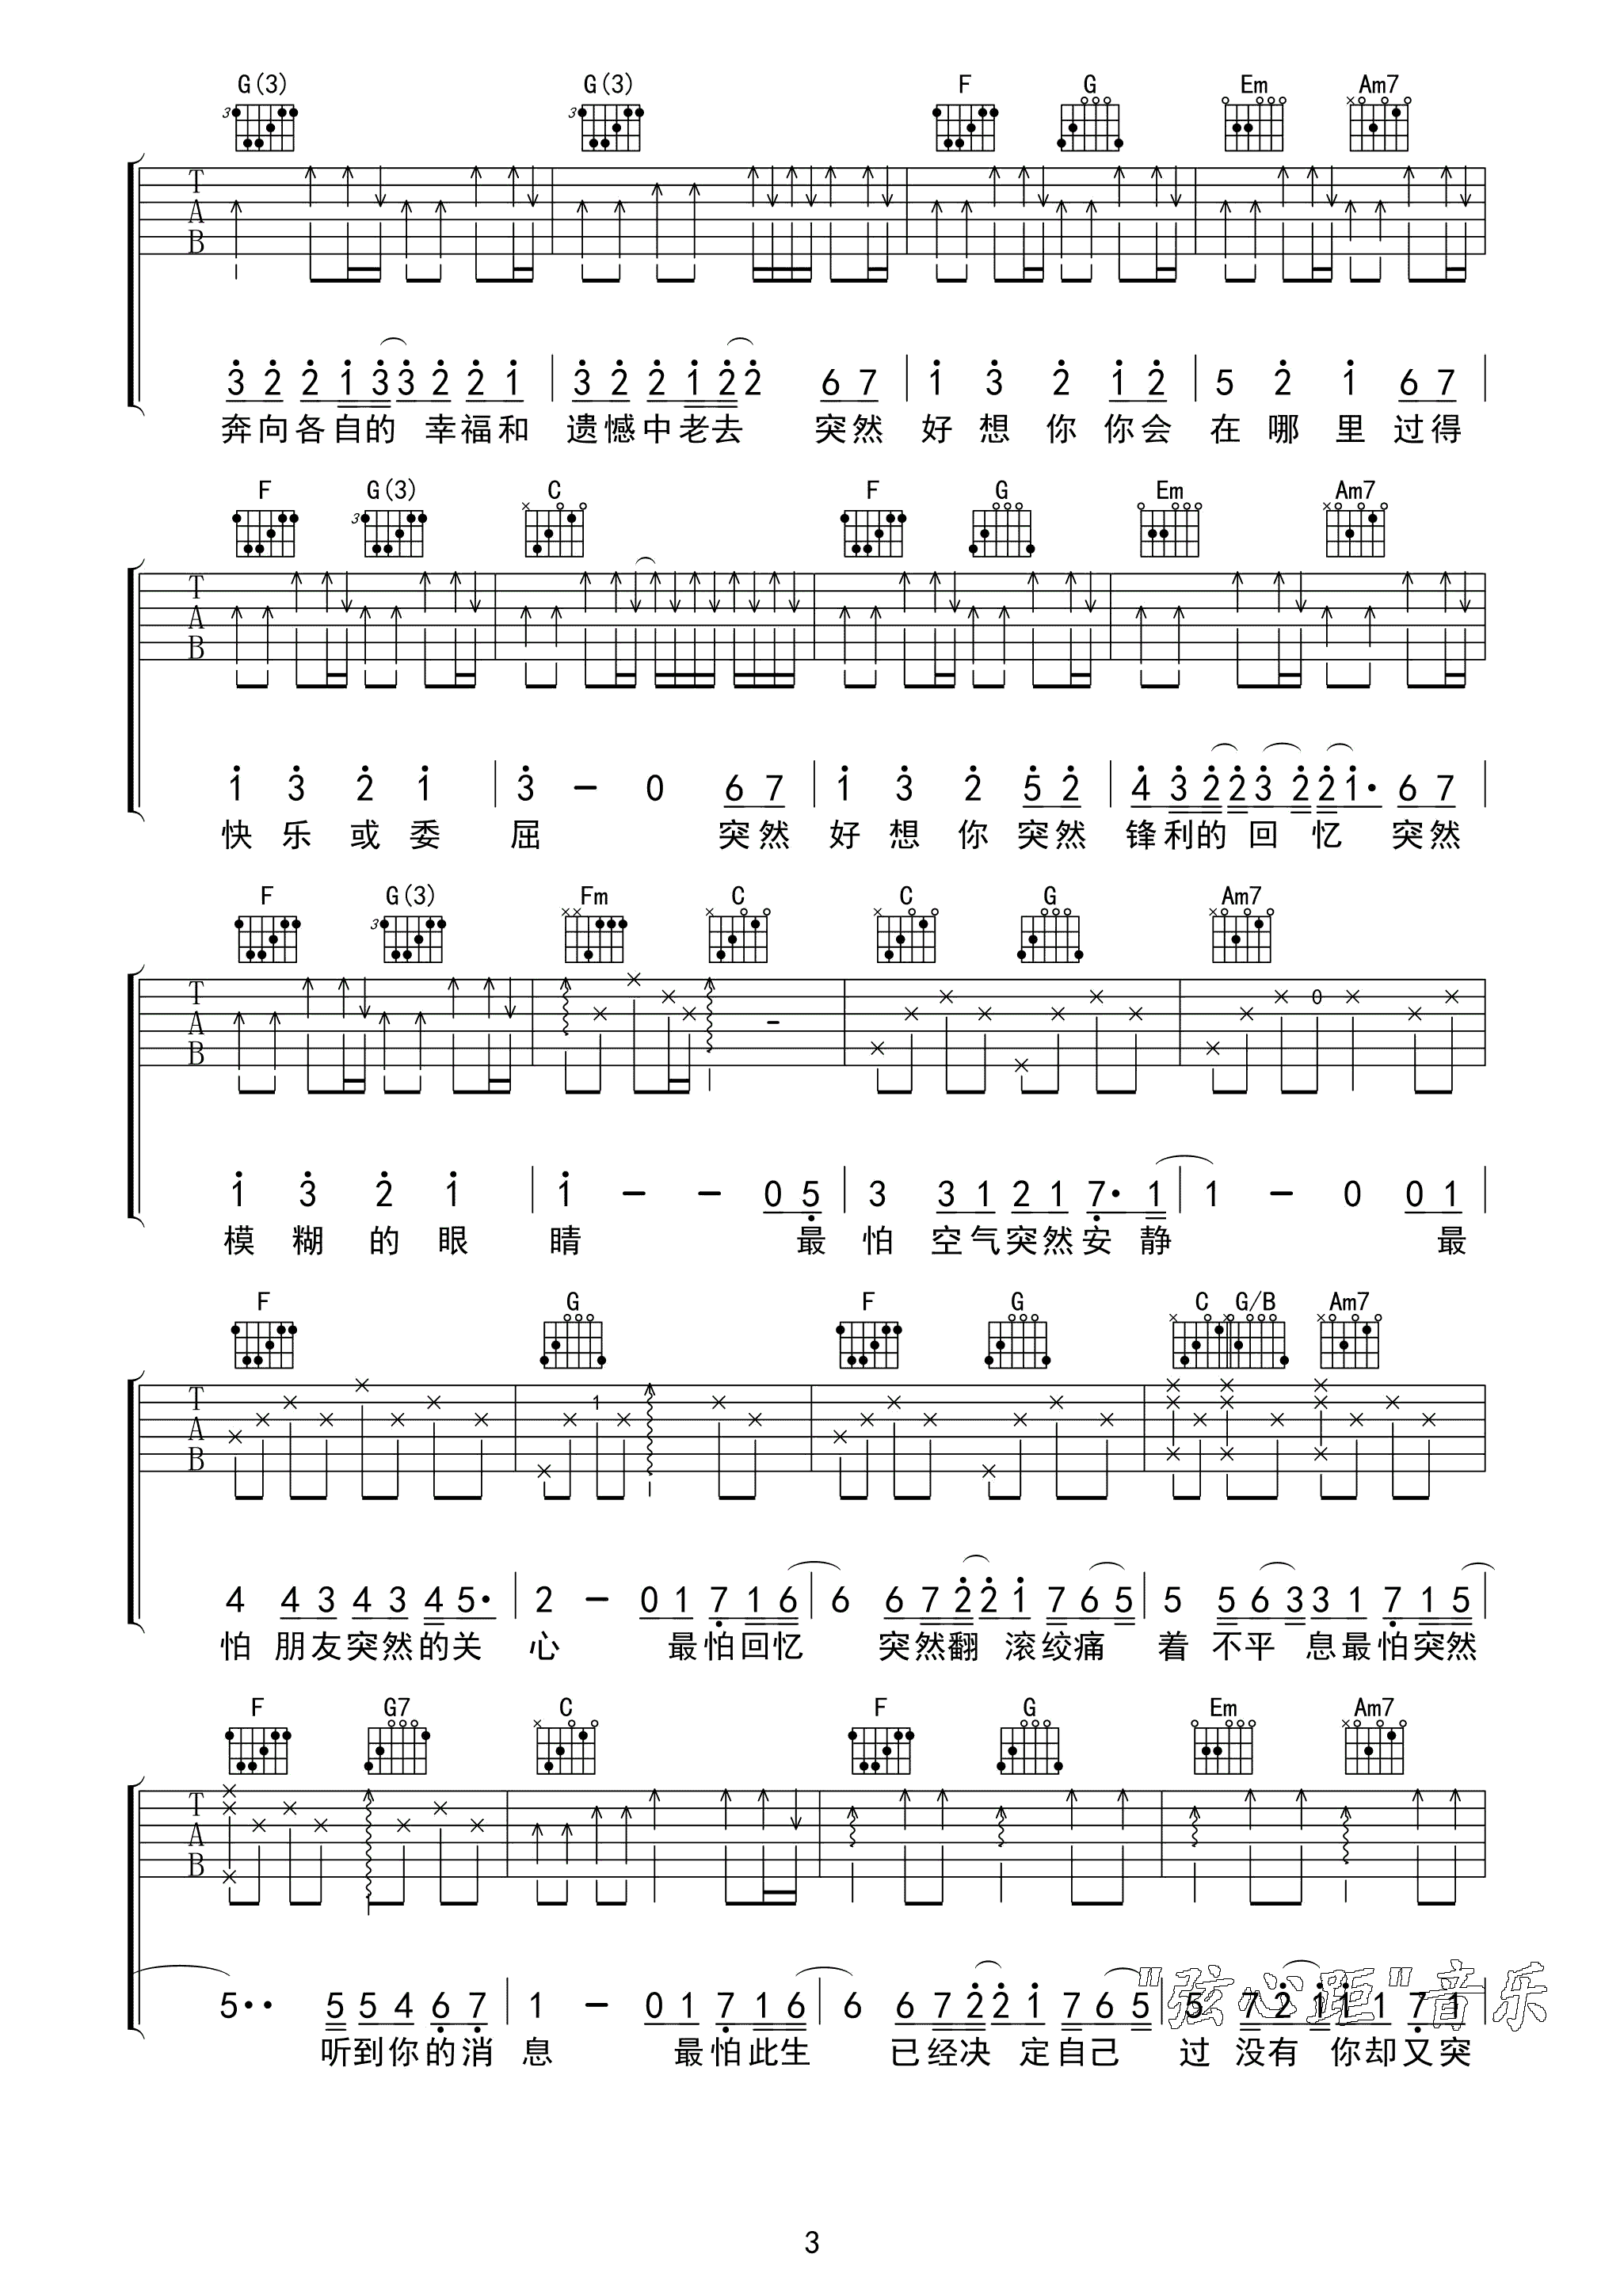 G(3) G(3) F G Em Am7
3 3
T
A
B
3 2 2 1 3 3 2 2 1 | 3 2 2 1 2 2 6 7 | 1 3 2 1 2 | 5 2 1 6 7 |
奔向各自的 幸福和 遗憾中老去 突然 好 想 你 你会 在 哪 里 过得
F G(3) C F G Em Am7
3
T
A
B
1 3 2 1 | 3 - 0 6 7 | 1 3 2 5 2 | 4 3 2 2 3 2 2 1· 6 7 |
快 乐 或 委 屈 突然 好 想 你 突然 锋利的 回 忆 突然
F G(3) Fm C C G Am7
3
T
A
B
0
1 3 2 1 | 1 - - 0 5 | 3 3 1 2 1 7· 1 | 1 - 0 0 1 |
模 糊 的 眼 睛 最 怕 空气突然安 静 最
F G F G C G/B Am7
T
A
B
1
4 4 3 4 3 4 5· | 2 - 0 1 7 1 6 | 6 6 7 2 2 1 7 6 5 | 5 5 6 3 3 1 7 1 5 |
怕 朋友突然的关 心 最怕回忆 突然翻 滚绞痛 着 不平 息最怕突然
F G7 C F G Em Am7
T
A
B
5·· 5 5 4 6 7 | 1 - 0 1 7 1 6 | 6 6 7 2 2 1 7 6 5 | 5 7 2 1 1 1 7 1
听到你的消 息 最怕此生 已经决 定自己 过 没有 你却又突
"弦心距"音乐
3